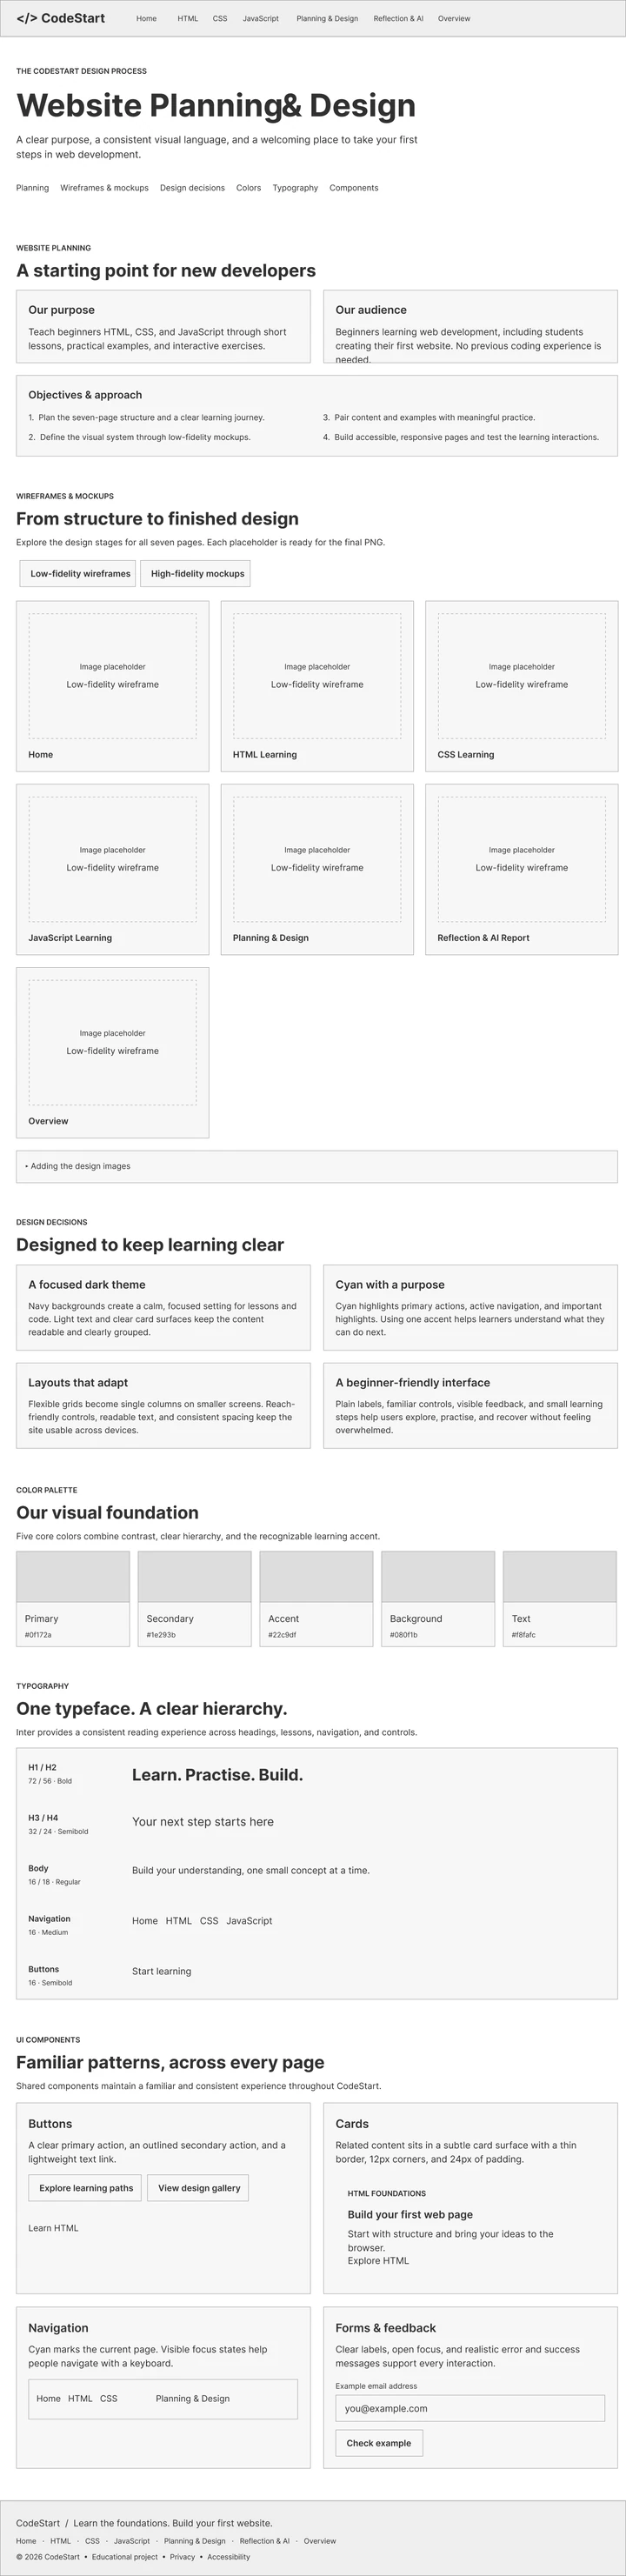 </> CodeStart Home HTML CSS JavaScript Planning & Design Reflection & AI Overview
THE CODESTART DESIGN PROCESS
Website Planning& Design
A clear purpose, a consistent visual language, and a welcoming place to take your first
steps in web development.
Planning Wireframes & mockups Design decisions Colors Typography Components
WEBSITE PLANNING
A starting point for new developers
Our purpose
Teach beginners HTML, CSS, and JavaScript through short
lessons, practical examples, and interactive exercises.
Our audience
Beginners learning web development, including students
creating their first website. No previous coding experience is
needed.
Objectives & approach
1. Plan the seven-page structure and a clear learning journey.
2. Define the visual system through low-fidelity mockups.
3. Pair content and examples with meaningful practice.
4. Build accessible, responsive pages and test the learning interactions.
WIREFRAMES & MOCKUPS
From structure to finished design
Explore the design stages for all seven pages. Each placeholder is ready for the final PNG.
Low-fidelity wireframes High-fidelity mockups
Image placeholder
Low-fidelity wireframe
Home
Image placeholder
Low-fidelity wireframe
HTML Learning
Image placeholder
Low-fidelity wireframe
CSS Learning
Image placeholder
Low-fidelity wireframe
JavaScript Learning
Image placeholder
Low-fidelity wireframe
Planning & Design
Image placeholder
Low-fidelity wireframe
Reflection & AI Report
Image placeholder
Low-fidelity wireframe
Overview
• Adding the design images
DESIGN DECISIONS
Designed to keep learning clear
A focused dark theme
Navy backgrounds create a calm, focused setting for lessons and
code. Light text and clear card surfaces keep the content
readable and clearly grouped.
Cyan with a purpose
Cyan highlights primary actions, active navigation, and important
highlights. Using one accent helps learners understand what they
can do next.
Layouts that adapt
Flexible grids become single columns on smaller screens. Reach-
friendly controls, readable text, and consistent spacing keep the
site usable across devices.
A beginner-friendly interface
Plain labels, familiar controls, visible feedback, and small learning
steps help users explore, practise, and recover without feeling
overwhelmed.
COLOR PALETTE
Our visual foundation
Five core colors combine contrast, clear hierarchy, and the recognizable learning accent.
Primary
#0f172a
Secondary
#1e293b
Accent
#22c9df
Background
#080f1b
Text
#f8fafc
TYPOGRAPHY
One typeface. A clear hierarchy.
Inter provides a consistent reading experience across headings, lessons, navigation, and controls.
H1 / H2
72 / 56 · Bold
Learn. Practise. Build.
H3 / H4
32 / 24 · Semibold
Your next step starts here
Body
16 / 18 · Regular
Build your understanding, one small concept at a time.
Navigation
16 · Medium
Home HTML CSS JavaScript
Buttons
16 · Semibold
Start learning
UI COMPONENTS
Familiar patterns, across every page
Shared components maintain a familiar and consistent experience throughout CodeStart.
Buttons
A clear primary action, an outlined secondary action, and a
lightweight text link.
Explore learning paths View design gallery
Learn HTML
Cards
Related content sits in a subtle card surface with a thin
border, 12px corners, and 24px of padding.
HTML FOUNDATIONS
Build your first web page
Start with structure and bring your ideas to the
browser.
Explore HTML
Navigation
Cyan marks the current page. Visible focus states help
people navigate with a keyboard.
Home HTML CSS Planning & Design
Forms & feedback
Clear labels, open focus, and realistic error and success
messages support every interaction.
Example email address
you@example.com
Check example
CodeStart / Learn the foundations. Build your first website.
Home · HTML · CSS · JavaScript · Planning & Design · Reflection & AI · Overview
© 2026 CodeStart • Educational project • Privacy • Accessibility